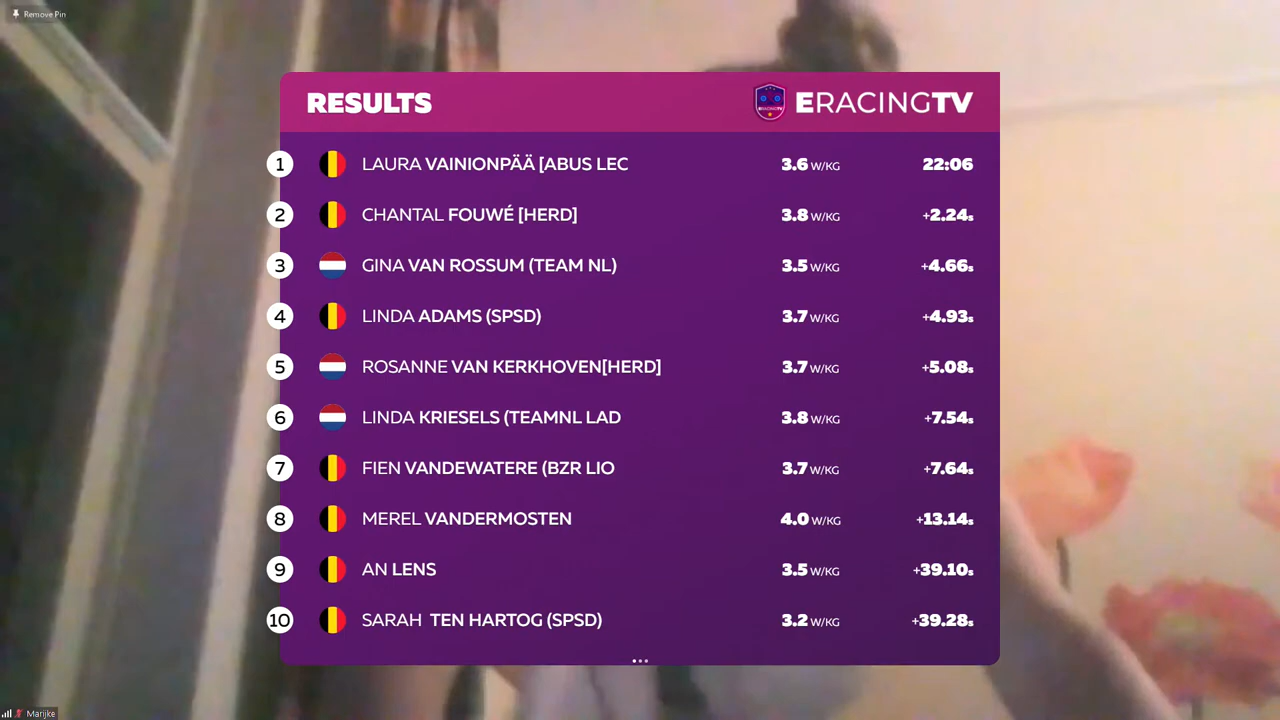 Remove Pin
RESULTS
ERACINGTV
ERACINGTV
1 LAURA VAINIONPÄÄ [ABUS LEC 3.6 W/KG 22:06
2 CHANTAL FOUWÉ [HERD] 3.8 W/KG +2.24s
3 GINA VAN ROSSUM (TEAM NL) 3.5 W/KG +4.66s
4 LINDA ADAMS (SPSD) 3.7 W/KG +4.93s
5 ROSANNE VAN KERKHOVEN[HERD] 3.7 W/KG +5.08s
6 LINDA KRIESELS (TEAMNL LAD 3.8 W/KG +7.54s
7 FIEN VANDEWATERE (BZR LIO 3.7 W/KG +7.64s
8 MEREL VANDERMOSTEN 4.0 W/KG +13.14s
9 AN LENS 3.5 W/KG +39.10s
10 SARAH TEN HARTOG (SPSD) 3.2 W/KG +39.28s
Marijke